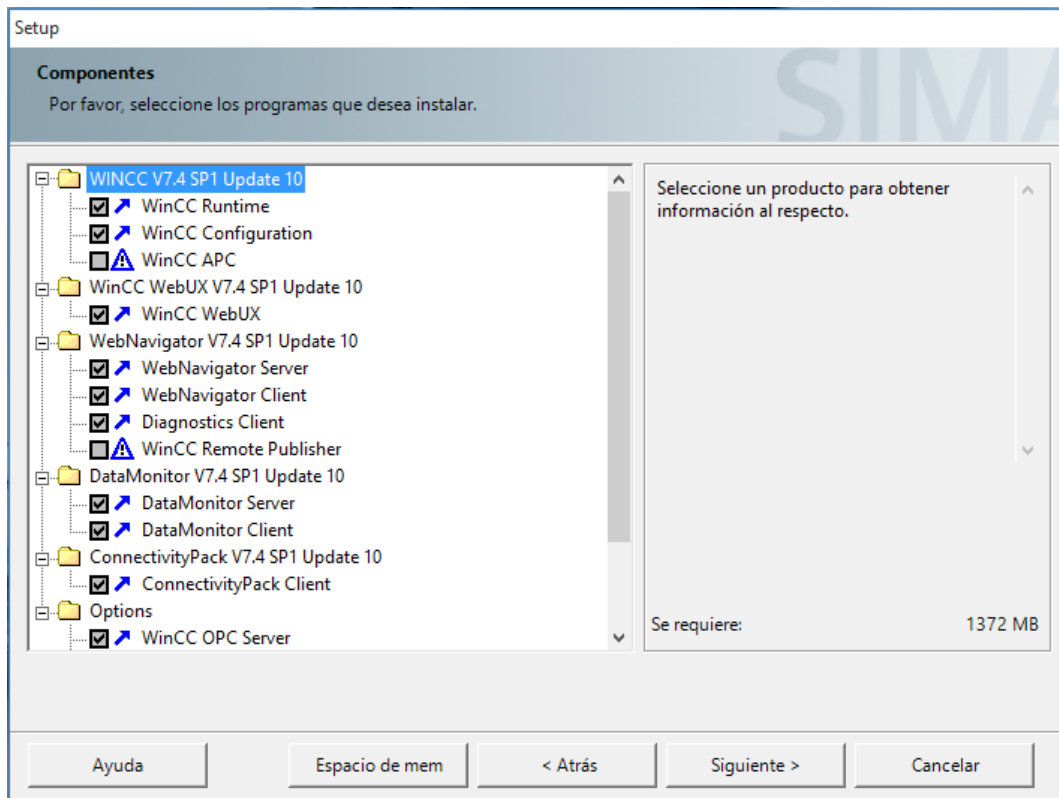 Setup
Componentes
Por favor, seleccione los programas que desea instalar.
SIMA
WINCC V7.4 SP1 Update 10
WinCC Runtime
WinCC Configuration
WinCC APC
WinCC WebUX V7.4 SP1 Update 10
WinCC WebUX
WebNavigator V7.4 SP1 Update 10
WebNavigator Server
WebNavigator Client
Diagnostics Client
WinCC Remote Publisher
DataMonitor V7.4 SP1 Update 10
DataMonitor Server
DataMonitor Client
ConnectivityPack V7.4 SP1 Update 10
ConnectivityPack Client
Options
WinCC OPC Server
Seleccione un producto para obtener
información al respecto.
Se requiere: 1372 MB
Ayuda
Espacio de mem
< Atrás
Siguiente >
Cancelar